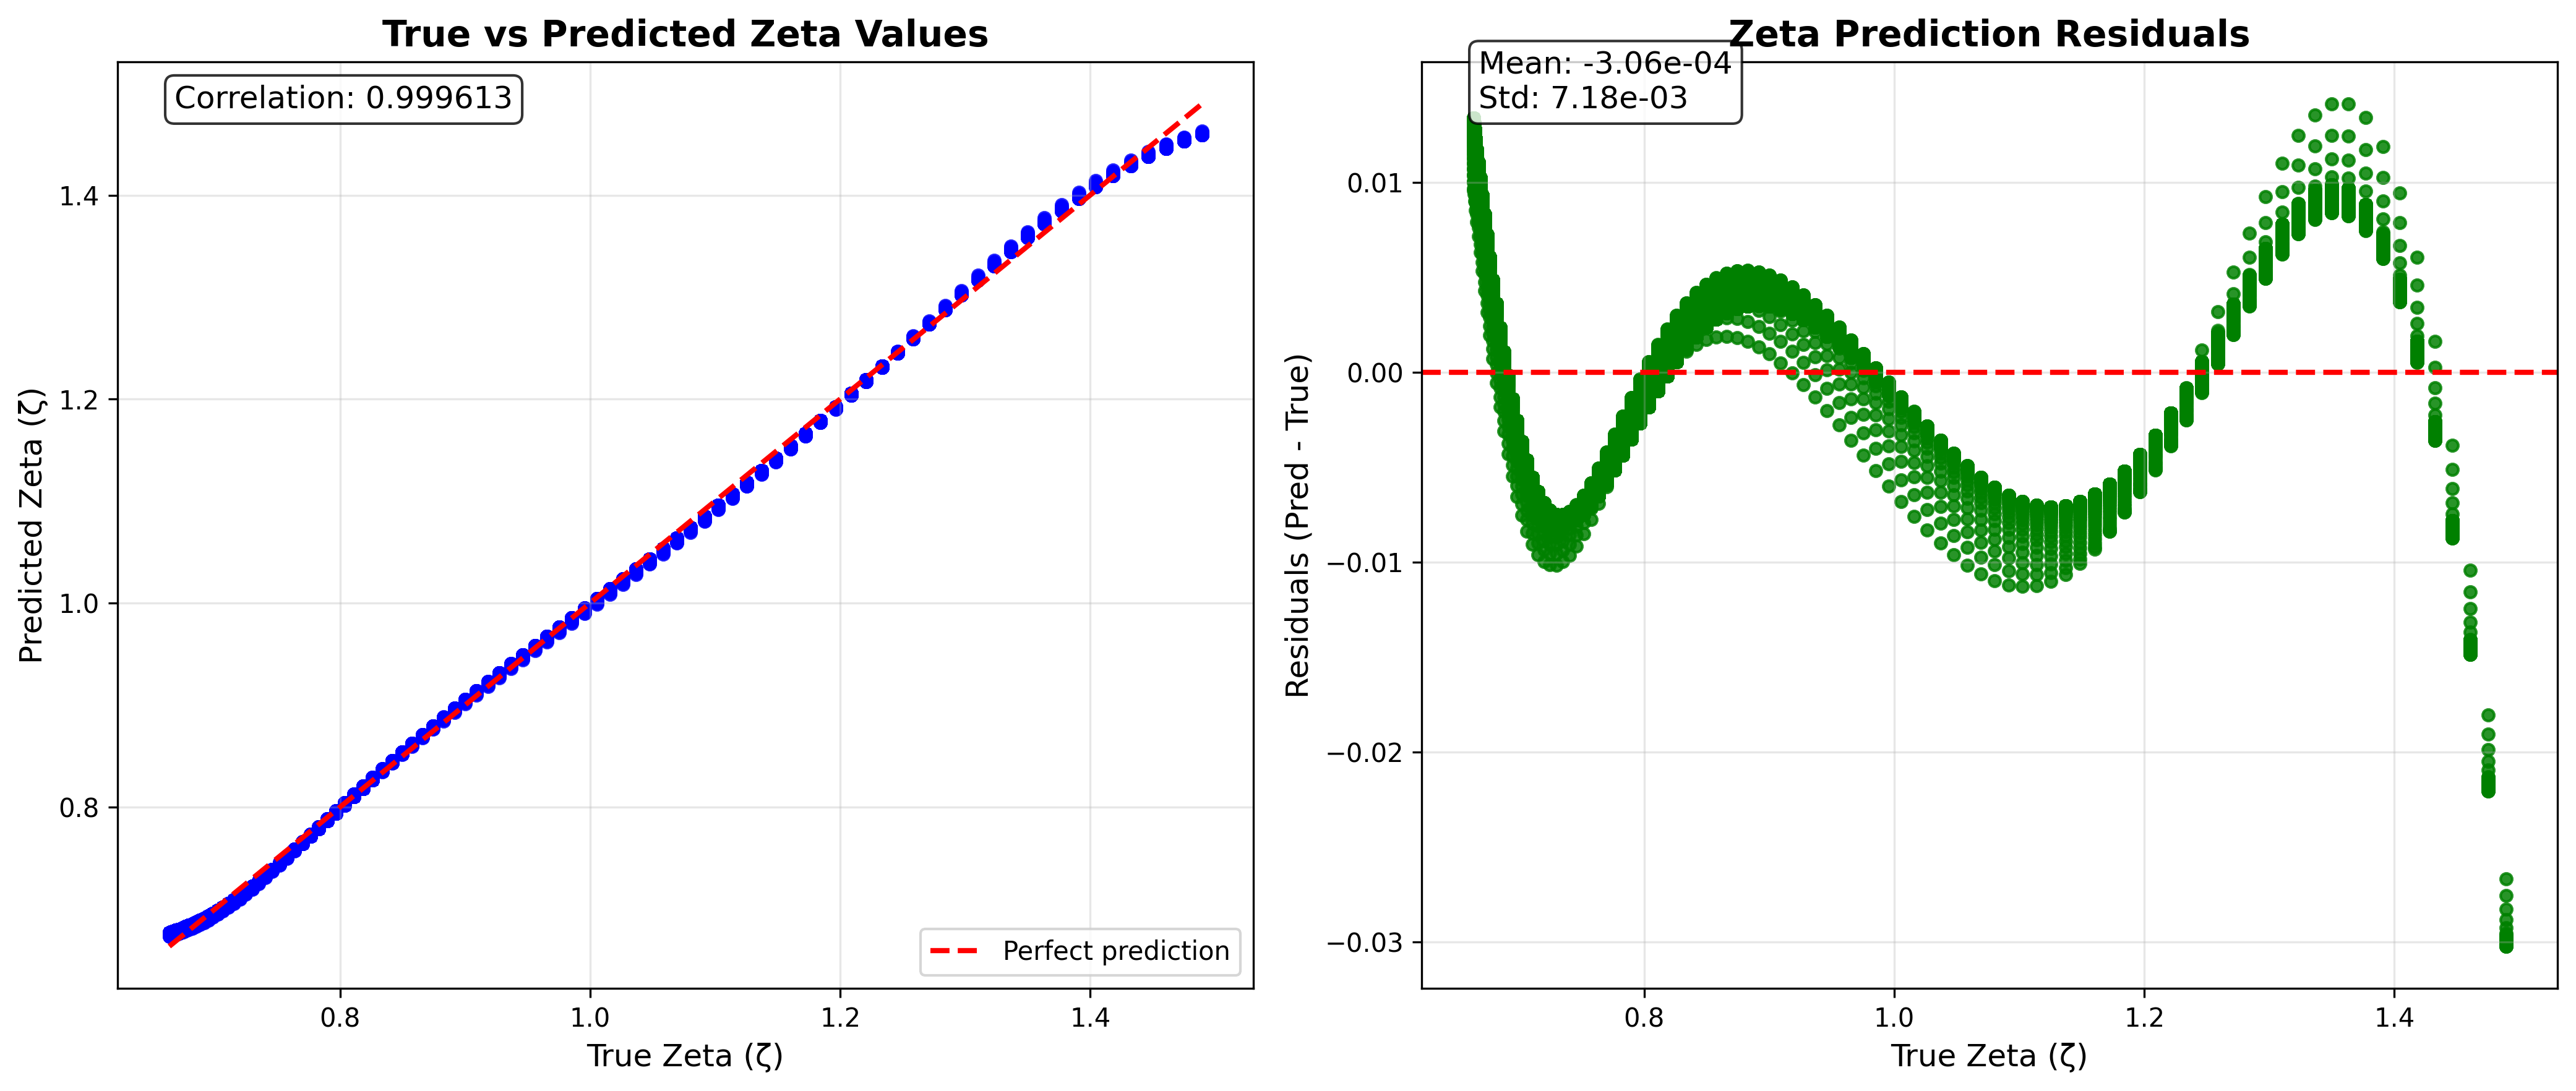 True vs Predicted Zeta Values
Correlation: 0.999613
Predicted Zeta (ζ)
1.4
1.2
1.0
0.8
Perfect prediction
0.8 1.0 1.2 1.4
True Zeta (ζ)
Zeta Prediction Residuals
Mean: -3.06e-04
Std: 7.18e-03
Residuals (Pred - True)
0.01
0.00
−0.01
−0.02
−0.03
0.8 1.0 1.2 1.4
True Zeta (ζ)